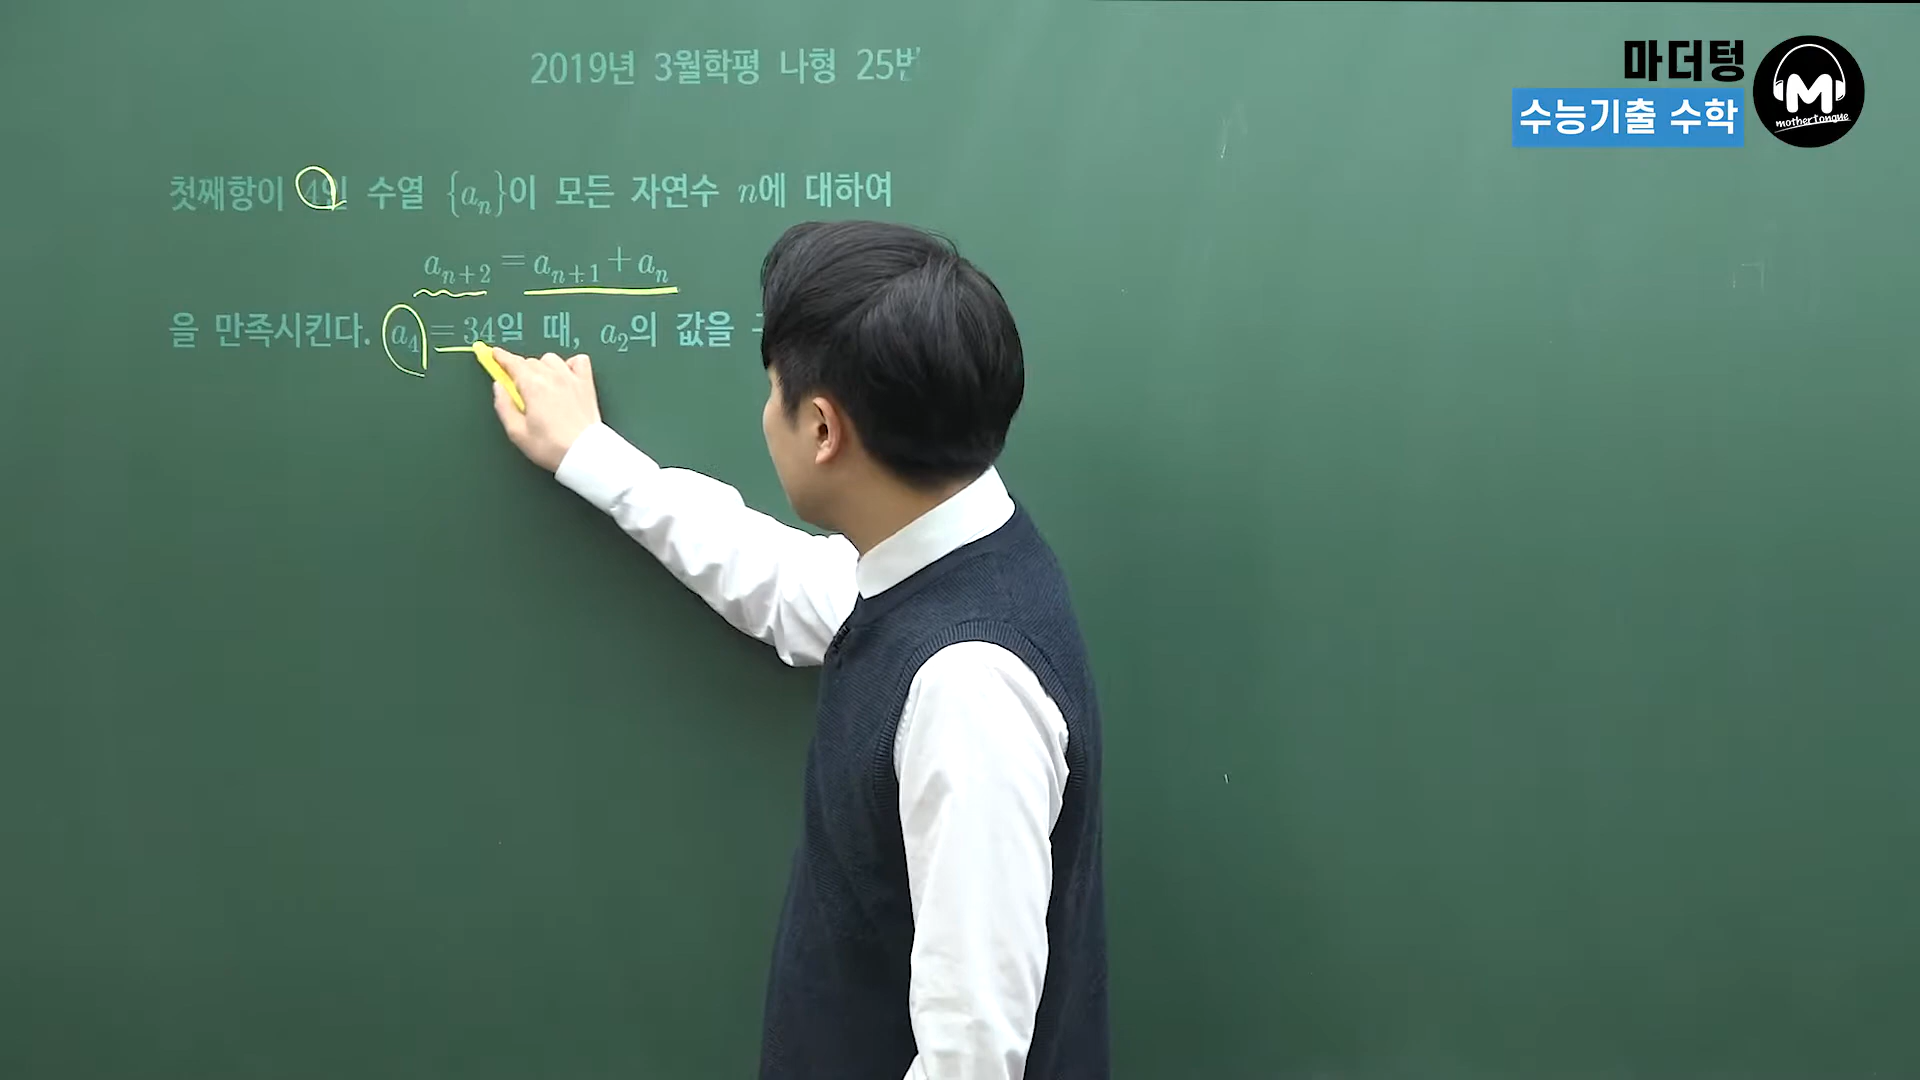 2019년 3월학평 나형 25번
마더텅
수능기출 수학
M
mothertongue
첫째항이 4인 수열 {aₙ}이 모든 자연수 n에 대하여
aₙ₊₂ = aₙ₊₁ + aₙ
을 만족시킨다. a₄ = 34일 때, a₂의 값을